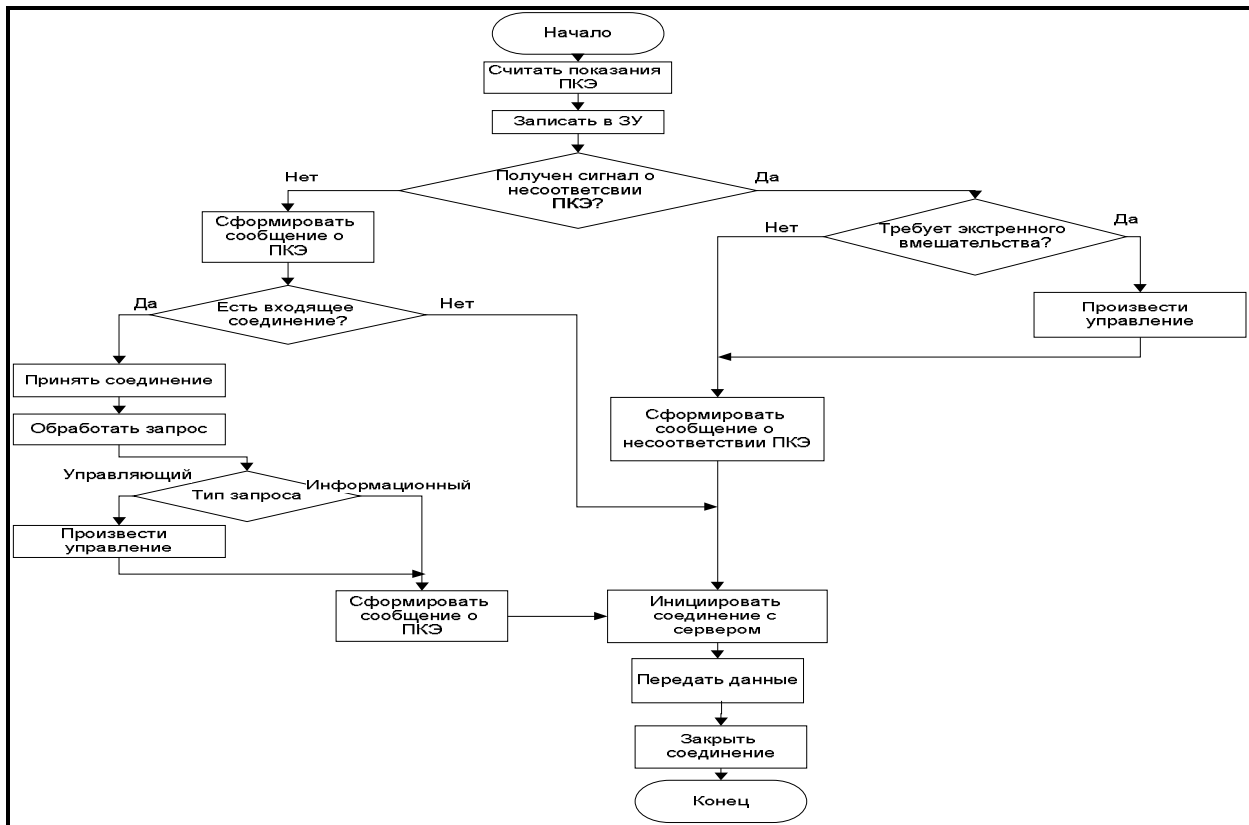 Начало
Считать показания
ПКЭ
Записать в ЗУ
Получен сигнал о
несоответсвии
ПКЭ?
Нет
Да
Сформировать
сообщение о
ПКЭ
Требует экстренного
вмешательства?
Нет
Да
Есть входящее
соединение?
Да
Нет
Произвести
управление
Принять соединение
Обработать запрос
Сформировать
сообщение о
несоответствии ПКЭ
Управляющий
Тип запроса
Информационный
Произвести
управление
Сформировать
сообщение о
ПКЭ
Инициировать
соединение с
сервером
Передать данные
Закрыть
соединение
Конец